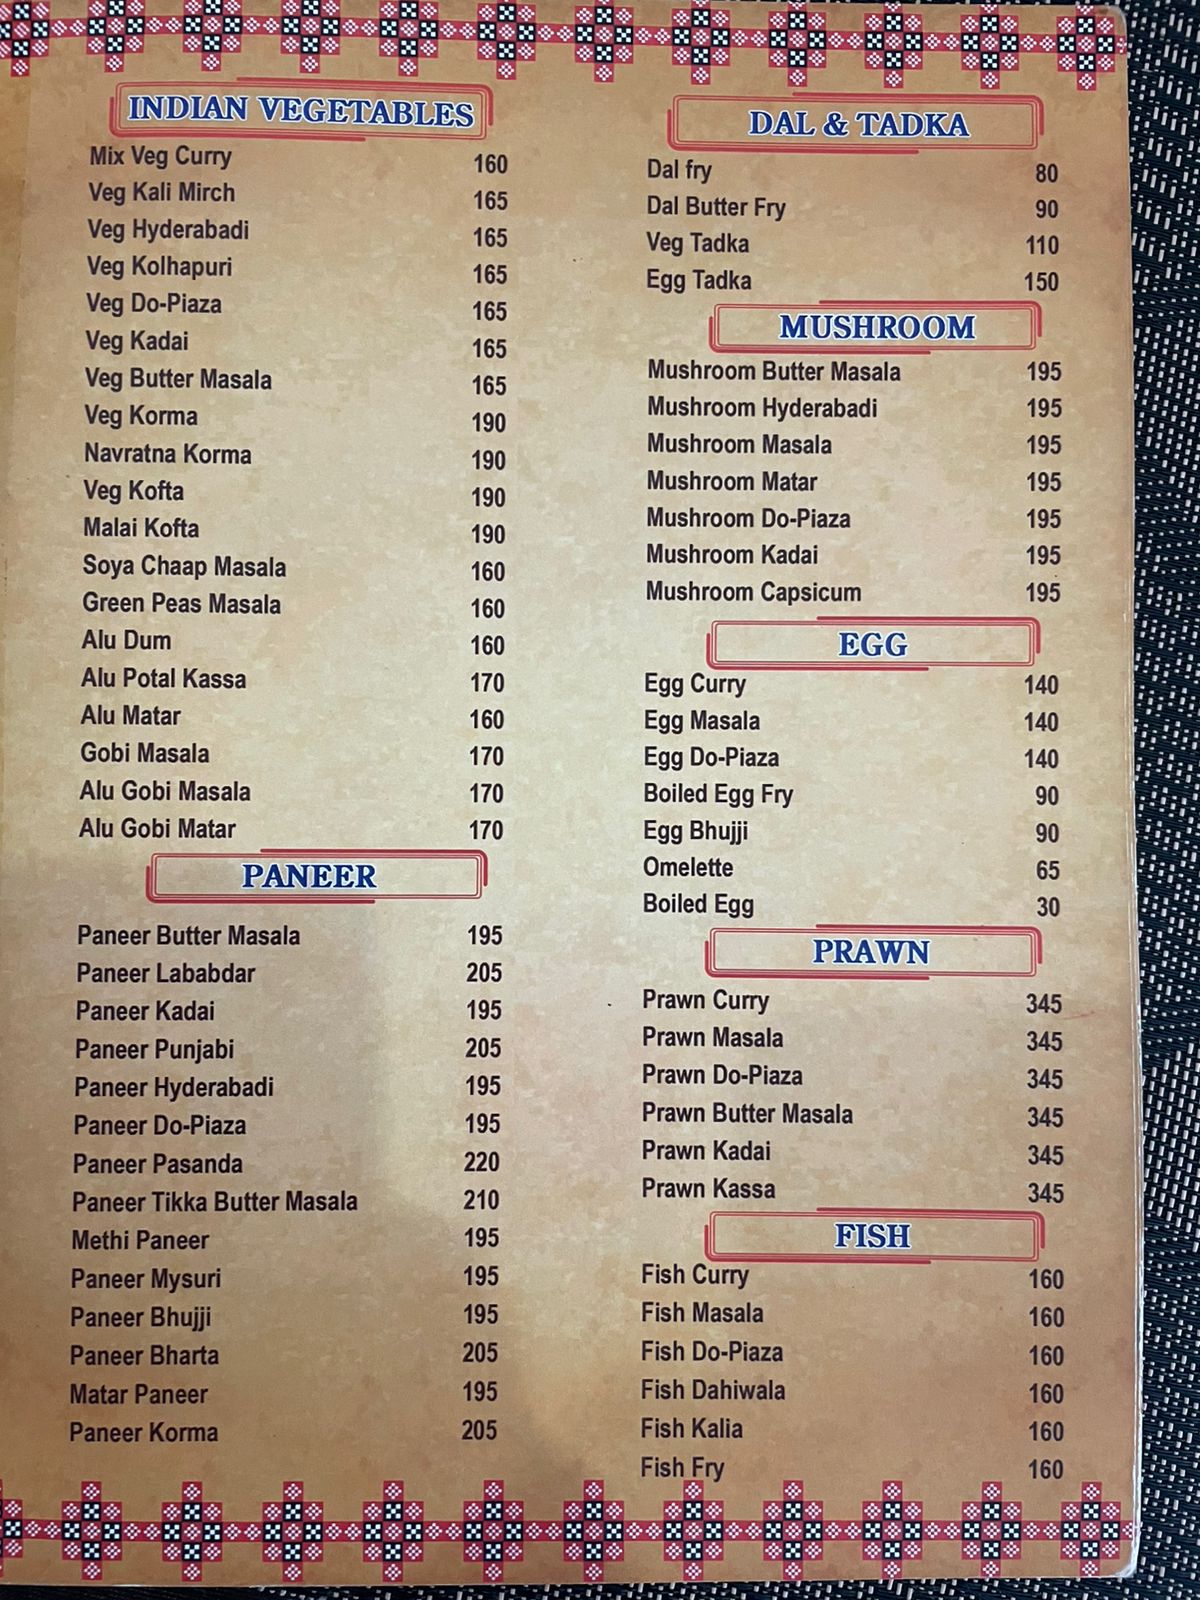 INDIAN VEGETABLES
Mix Veg Curry 160
Veg Kali Mirch 165
Veg Hyderabadi 165
Veg Kolhapuri 165
Veg Do-Piaza 165
Veg Kadai 165
Veg Butter Masala 165
Veg Korma 190
Navratna Korma 190
Veg Kofta 190
Malai Kofta 190
Soya Chaap Masala 160
Green Peas Masala 160
Alu Dum 160
Alu Potal Kassa 170
Alu Matar 160
Gobi Masala 170
Alu Gobi Masala 170
Alu Gobi Matar 170
PANEER
Paneer Butter Masala 195
Paneer Lababdar 205
Paneer Kadai 195
Paneer Punjabi 205
Paneer Hyderabadi 195
Paneer Do-Piaza 195
Paneer Pasanda 220
Paneer Tikka Butter Masala 210
Methi Paneer 195
Paneer Mysuri 195
Paneer Bhujji 195
Paneer Bharta 205
Matar Paneer 195
Paneer Korma 205
DAL & TADKA
Dal fry 80
Dal Butter Fry 90
Veg Tadka 110
Egg Tadka 150
MUSHROOM
Mushroom Butter Masala 195
Mushroom Hyderabadi 195
Mushroom Masala 195
Mushroom Matar 195
Mushroom Do-Piaza 195
Mushroom Kadai 195
Mushroom Capsicum 195
EGG
Egg Curry 140
Egg Masala 140
Egg Do-Piaza 140
Boiled Egg Fry 90
Egg Bhujji 90
Omelette 65
Boiled Egg 30
PRAWN
Prawn Curry 345
Prawn Masala 345
Prawn Do-Piaza 345
Prawn Butter Masala 345
Prawn Kadai 345
Prawn Kassa 345
FISH
Fish Curry 160
Fish Masala 160
Fish Do-Piaza 160
Fish Dahiwala 160
Fish Kalia 160
Fish Fry 160